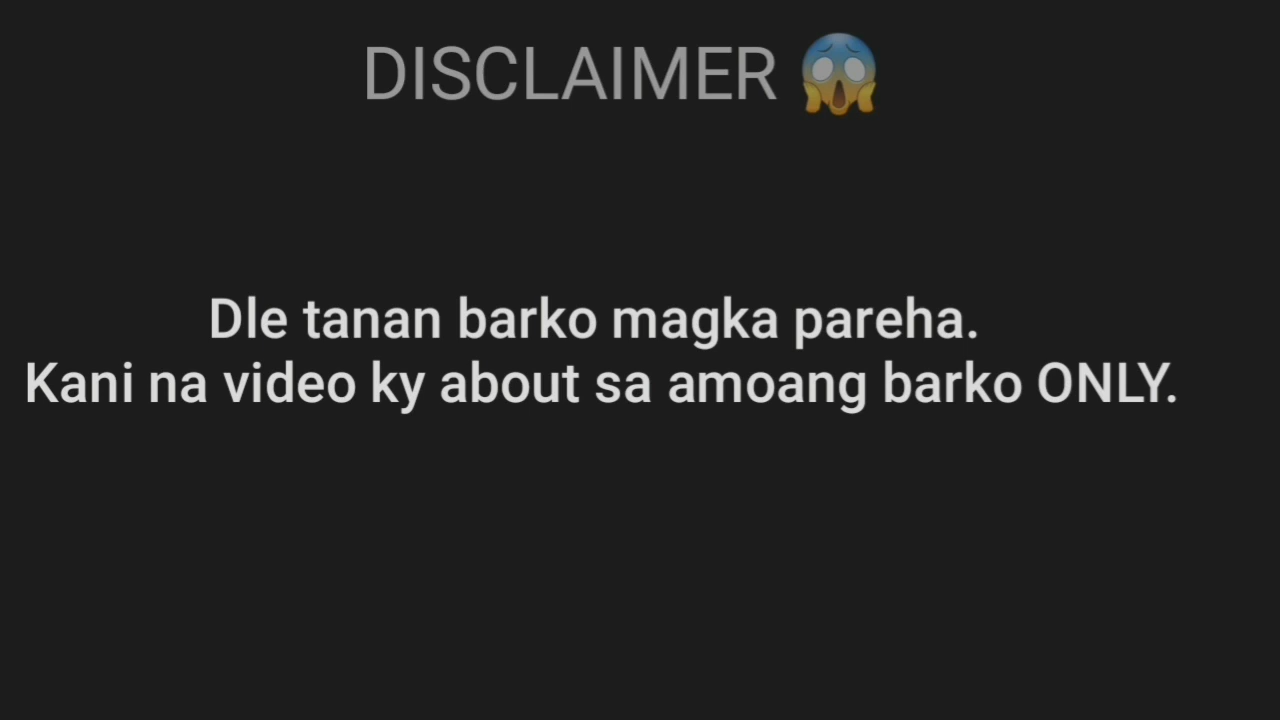 DISCLAIMER 😱
Dle tanan barko magka pareha.
Kani na video ky about sa amoang barko ONLY.